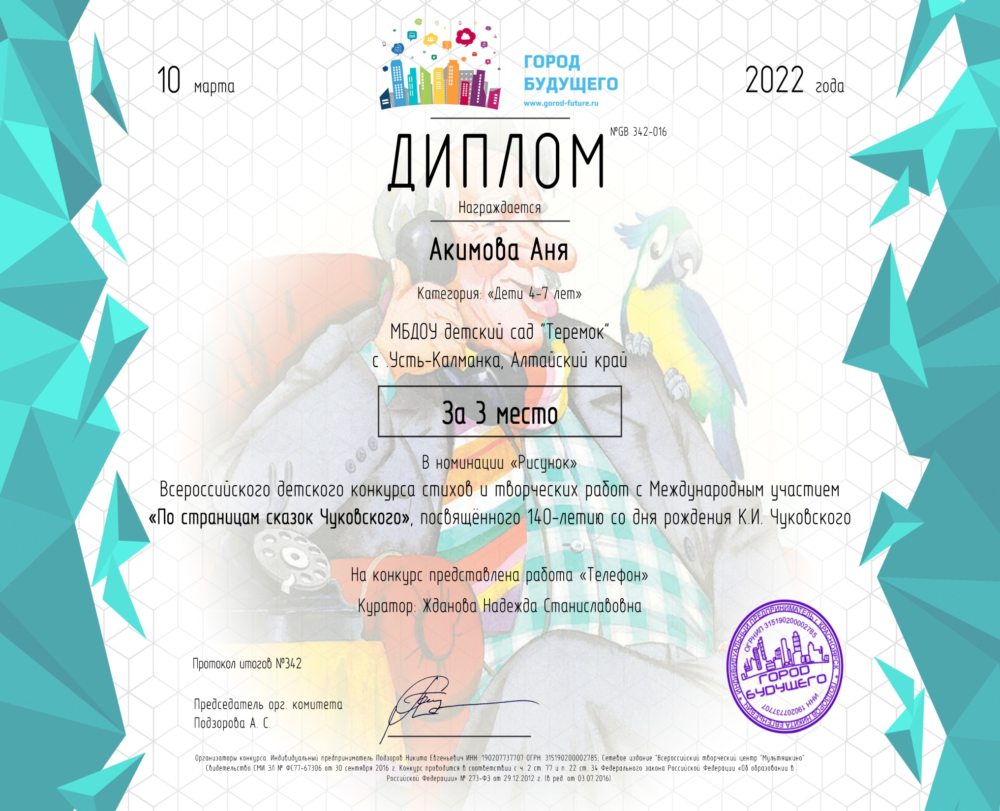 10 марта
ГОРОД
БУДУЩЕГО
www.gorod-future.ru
2022 года
№GB 342-016
ДИПЛОМ
Награждается
Акимова Аня
Категория: «Дети 4-7 лет»
МБДОУ детский сад "Теремок"
с .Усть-Калманка, Алтайский край
За 3 место
В номинации «Рисунок»
Всероссийского детского конкурса стихов и творческих работ с Международным участием
«По страницам сказок Чуковского», посвящённого 140-летию со дня рождения К.И. Чуковского
На конкурс представлена работа «Телефон»
Куратор: Жданова Надежда Станиславовна
Протокол итогов №342
Председатель орг. комитета
Подзорова А. С.
* ИНДИВИДУАЛЬНЫЙ ПРЕДПРИНИМАТЕЛЬ г. КРАСНОЯРСК * ПОДЗОРОВ НИКИТА ЕВГЕНЬЕВИЧ
ОГРНИП 315190200002785
ГОРОД
БУДУЩЕГО
ИНН 190207737707
Организаторы конкурса: Индивидуальный предприниматель Подзоров Никита Евгеньевич ИНН: 190207737707 ОГРН: 315190200002785; Сетевое издание "Всероссийский творческий центр "Мультяшкино"
Свидетельство СМИ ЭЛ № ФС77-67306 от 30 сентября 2016 г. Конкурс проводится в соответствии с ч. 2 ст. 77 и п. 22 ст. 34 Федерального закона Российской Федерации «Об образовании в
Российской Федерации» № 273-ФЗ от 29.12.2012 г. (в ред. от 03.07.2016).